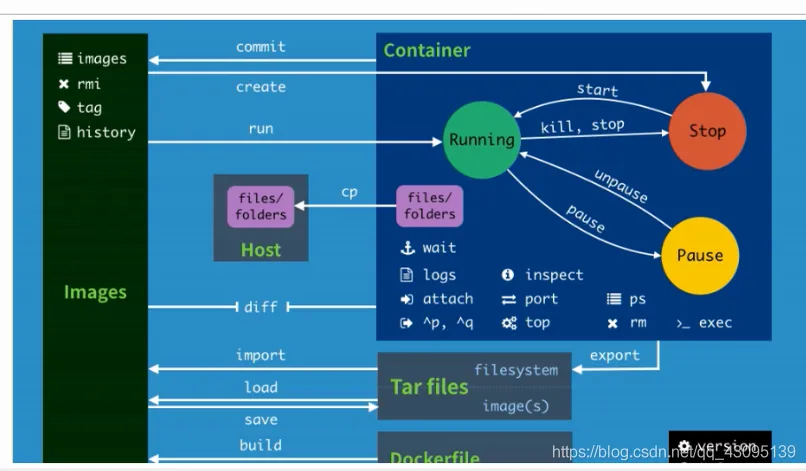 images
rmi
tag
history
Images
commit
create
run
Container
start
kill, stop
Running
Stop
unpause
pause
Pause
files/
folders
Host
cp
files/
folders
wait
logs
inspect
attach
port
ps
^p, ^q
top
rm
>_ exec
diff
import
export
filesystem
load
Tar files
image(s)
save
build
Dockerfile
version
https://blog.csdn.net/qq_43095139